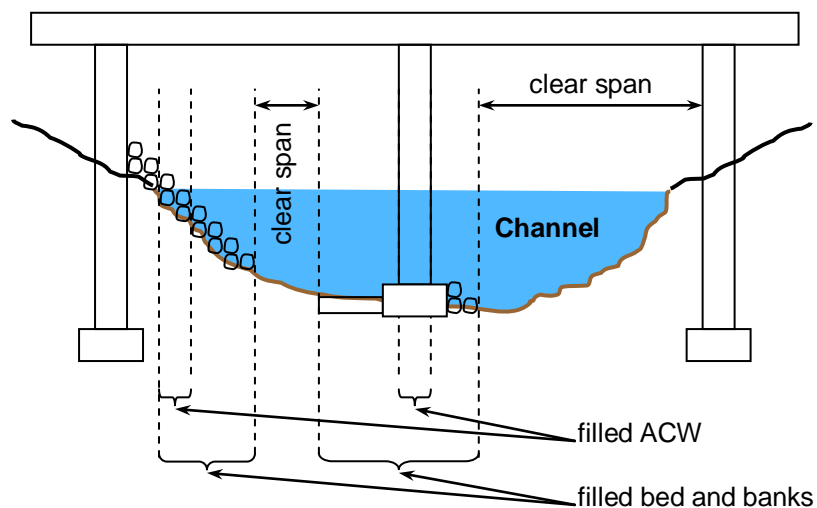 clear span
clear span
Channel
filled ACW
filled bed and banks